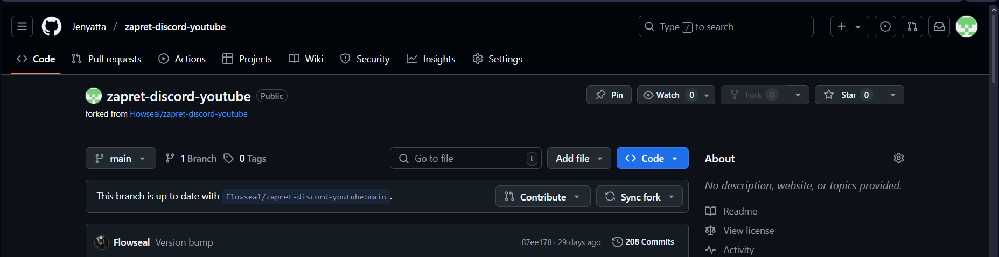 Jenyatta / zapret-discord-youtube
Type / to search
Code Pull requests Actions Projects Wiki Security Insights Settings
zapret-discord-youtube Public
Pin Watch 0 Fork 0 Star 0
forked from Flowseal/zapret-discord-youtube
main 1 Branch 0 Tags Go to file t Add file Code
About
No description, website, or topics provided.
This branch is up to date with Flowseal/zapret-discord-youtube:main. Contribute Sync fork
Readme
View license
Flowseal Version bump 87ee178 · 29 days ago 208 Commits
Activity